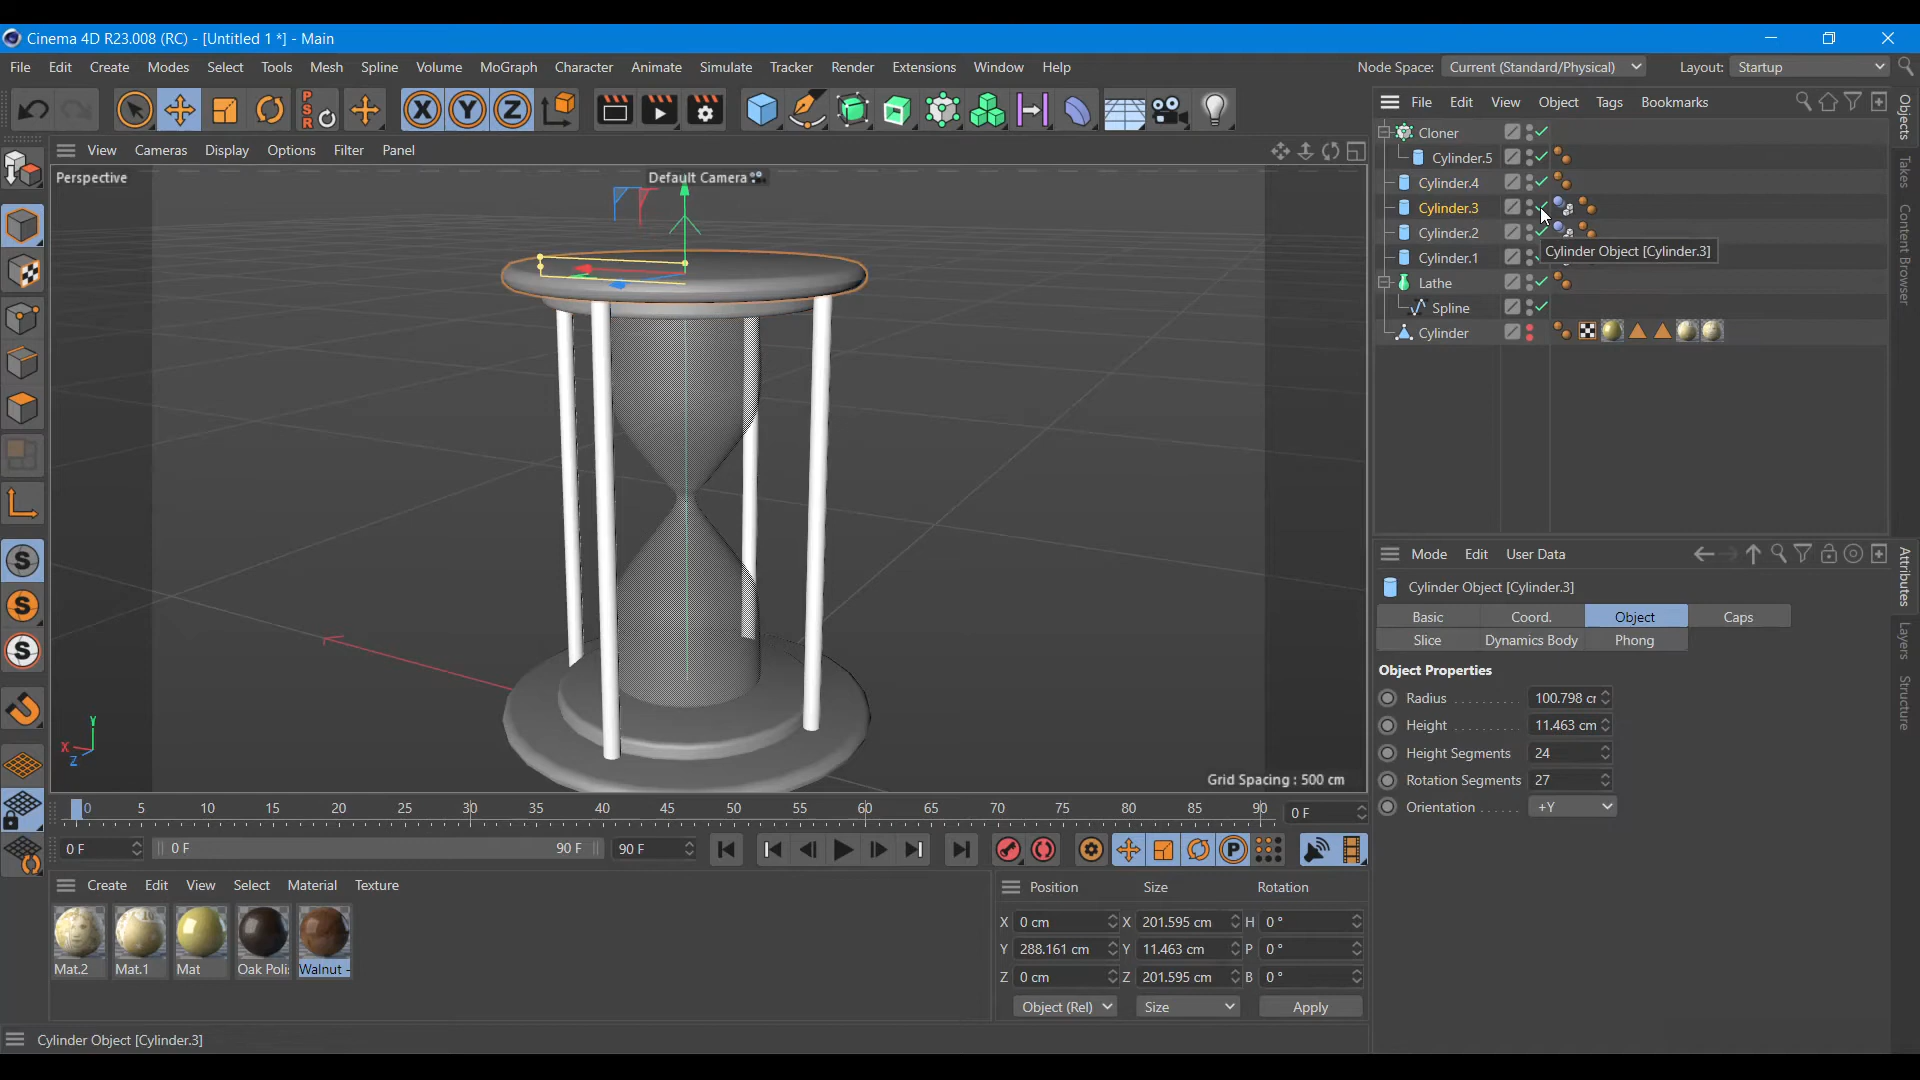 Cinema 4D R23.008 (RC) - [Untitled 1 *] - Main
File Edit Create Modes Select Tools Mesh Spline Volume MoGraph Character Animate Simulate Tracker Render Extensions Window Help Node Space: Current (Standard/Physical) Layout: Startup
PSR X Y Z
File Edit View Object Tags Bookmarks
View Cameras Display Options Filter Panel
Perspective
Default Camera
Cloner
Cylinder.5
Cylinder.4
Cylinder.3
Cylinder.2
Cylinder Object [Cylinder.3]
Cylinder.1
Lathe
Spline
Cylinder
Objects
Takes
Content Browser
Structure
Layers
Attributes
Mode Edit User Data
Cylinder Object [Cylinder.3]
Basic Coord. Object Caps
Slice Dynamics Body Phong
Object Properties
Radius 100.798 cr
Height 11.463 cm
Height Segments 24
Rotation Segments 27
Orientation +Y
S
S
S
Y
X
Z
Grid Spacing : 500 cm
0 5 10 15 20 25 30 35 40 45 50 55 60 65 70 75 80 85 90 0 F
0 F 0 F 90 F 90 F
P
Create Edit View Select Material Texture
Mat.2 Mat.1 Mat Oak Poli: Walnut -
Position Size Rotation
X 0 cm X 201.595 cm H 0 °
Y 288.161 cm Y 11.463 cm P 0 °
Z 0 cm Z 201.595 cm B 0 °
Object (Rel) Size Apply
Cylinder Object [Cylinder.3]